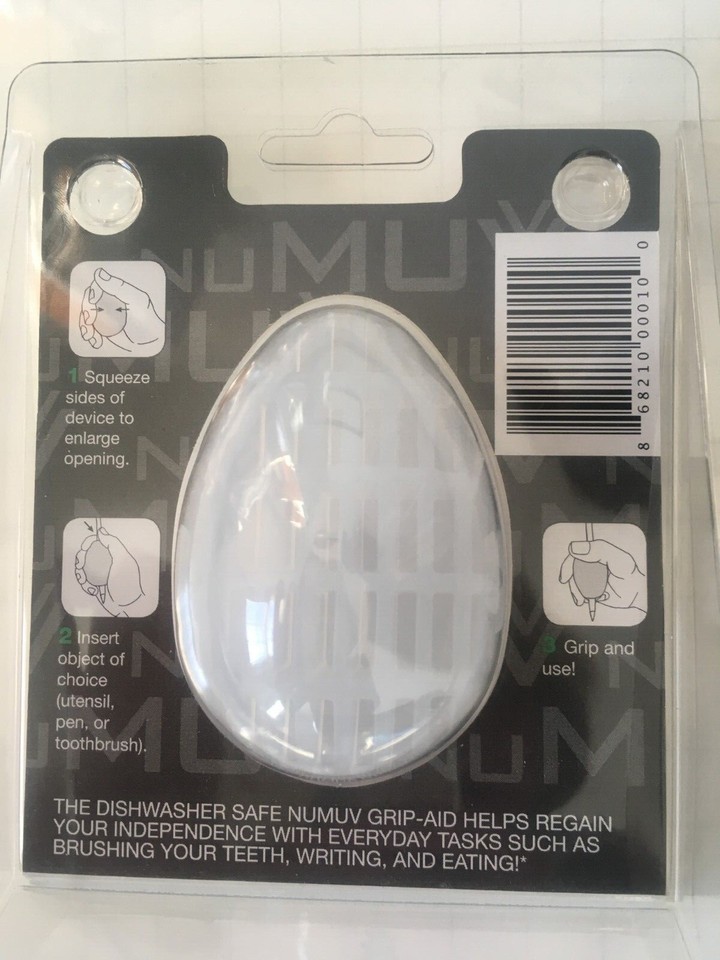 NUMUV
1 Squeeze
sides of
device to
enlarge
opening.
2 Insert
object of
choice
(utensil,
pen, or
toothbrush).
3 Grip and
use!
8 68210 00010 0
THE DISHWASHER SAFE NUMUV GRIP-AID HELPS REGAIN
YOUR INDEPENDENCE WITH EVERYDAY TASKS SUCH AS
BRUSHING YOUR TEETH, WRITING, AND EATING!*